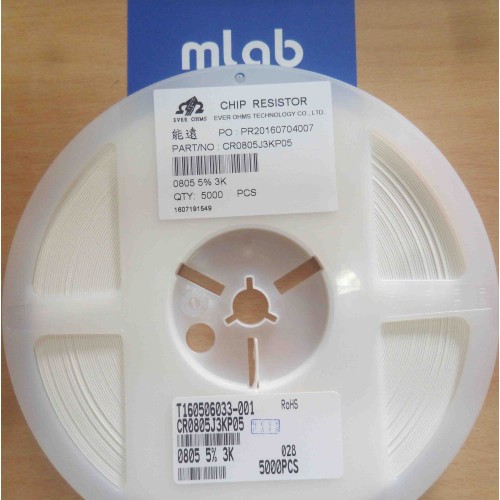 mlab
CHIP RESISTOR
EVER OHMS
EVER OHMS TECHNOLOGY CO., LTD.
能遠 PO : PR20160704007
PART/NO : CR0805J3KP05
0805 5% 3K
QTY: 5000 PCS
1607191549
T160506033-001 RoHS
CR0805J3KP05
0805 5% 3K 028
5000PCS